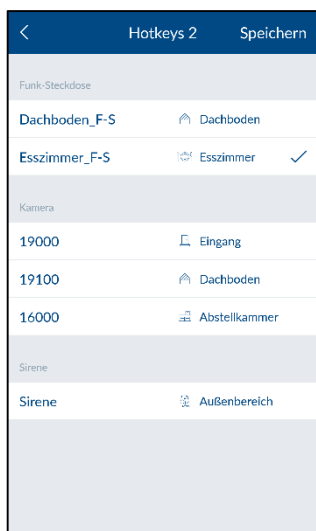 Hotkeys 2 Speichern
Funk-Steckdose
Dachboden_F-S Dachboden
Esszimmer_F-S Esszimmer
Kamera
19000 Eingang
19100 Dachboden
16000 Abstellkammer
Sirene
Sirene Außenbereich